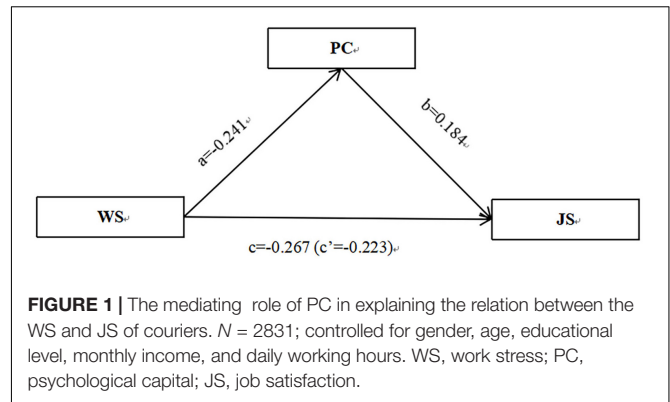 PC
a=-0.241
b=0.184
WS
JS
c=-0.267 (c'=-0.223)
FIGURE 1 | The mediating role of PC in explaining the relation between the
WS and JS of couriers. N = 2831; controlled for gender, age, educational
level, monthly income, and daily working hours. WS, work stress; PC,
psychological capital; JS, job satisfaction.